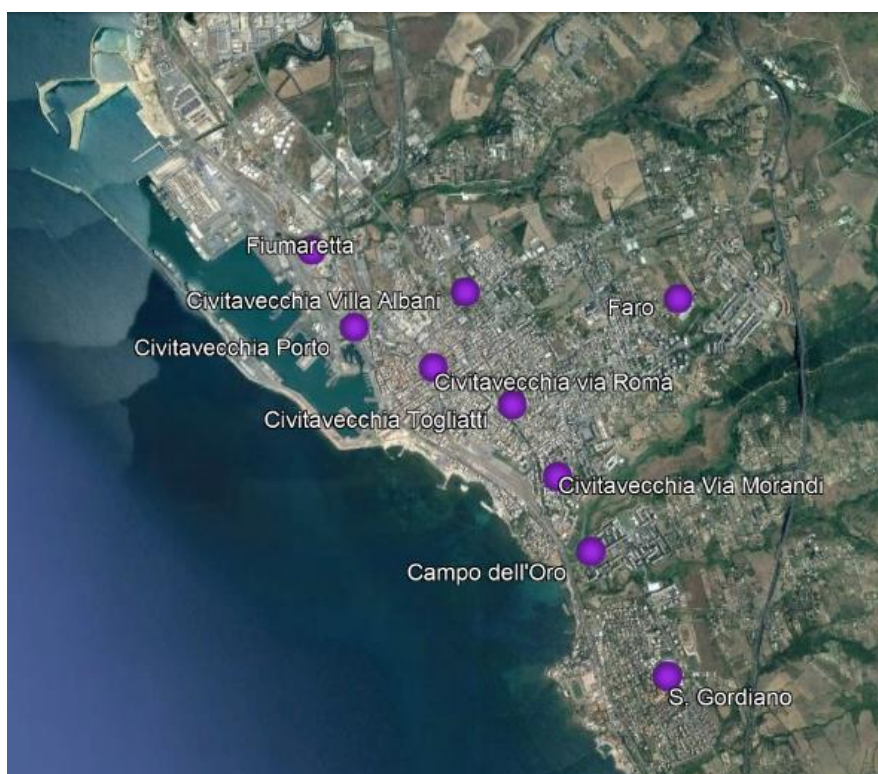 Fiumaretta
Civitavecchia Villa Albani
Faro
Civitavecchia Porto
Civitavecchia via Roma
Civitavecchia Togliatti
Civitavecchia Via Morandi
Campo dell'Oro
S. Gordiano